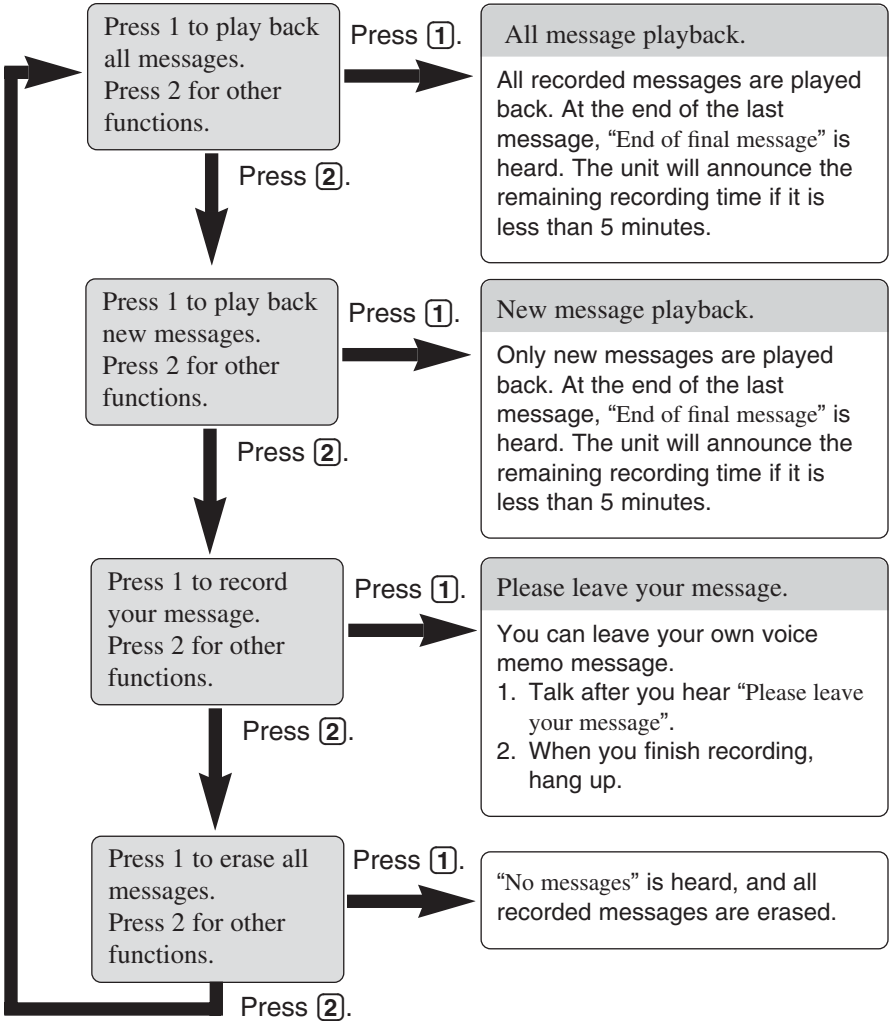 Press 1 to play back
all messages.
Press 2 for other
functions.
Press 1.
All message playback.
All recorded messages are played
back. At the end of the last
message, “End of final message” is
heard. The unit will announce the
remaining recording time if it is
less than 5 minutes.
Press 2.
Press 1 to play back
new messages.
Press 2 for other
functions.
Press 1.
New message playback.
Only new messages are played
back. At the end of the last
message, “End of final message” is
heard. The unit will announce the
remaining recording time if it is
less than 5 minutes.
Press 2.
Press 1 to record
your message.
Press 2 for other
functions.
Press 1.
Please leave your message.
You can leave your own voice
memo message.
1. Talk after you hear “Please leave
your message”.
2. When you finish recording,
hang up.
Press 2.
Press 1 to erase all
messages.
Press 2 for other
functions.
Press 1.
“No messages” is heard, and all
recorded messages are erased.
Press 2.